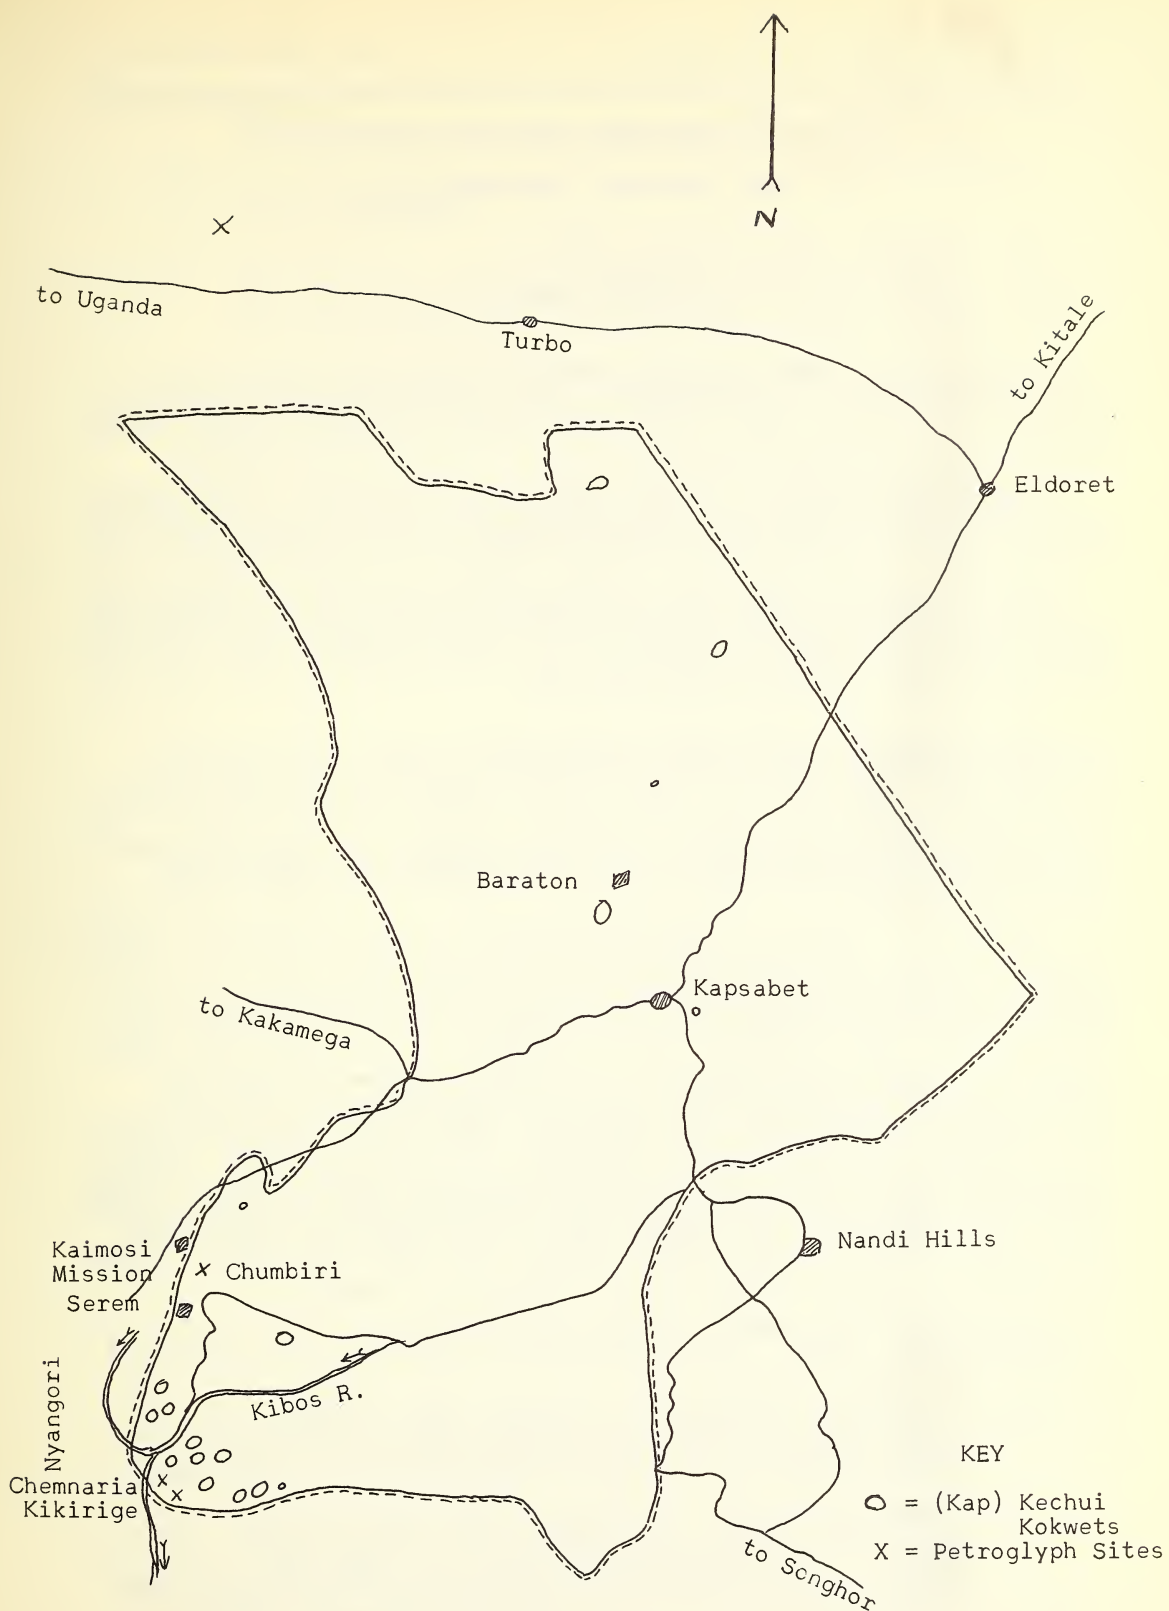 N
X
to Uganda
Turbo
to Kitale
Eldoret
Baraton
Kapsabet
to Kakamega
Kaimosi
Mission
Serem
x Chumbiri
Nandi Hills
Nyangori
Kibos R.
x
x
Chemnaria
Kikirige
KEY
O = (Kap) Kechui
Kokwets
X = Petroglyph Sites
to Songhor